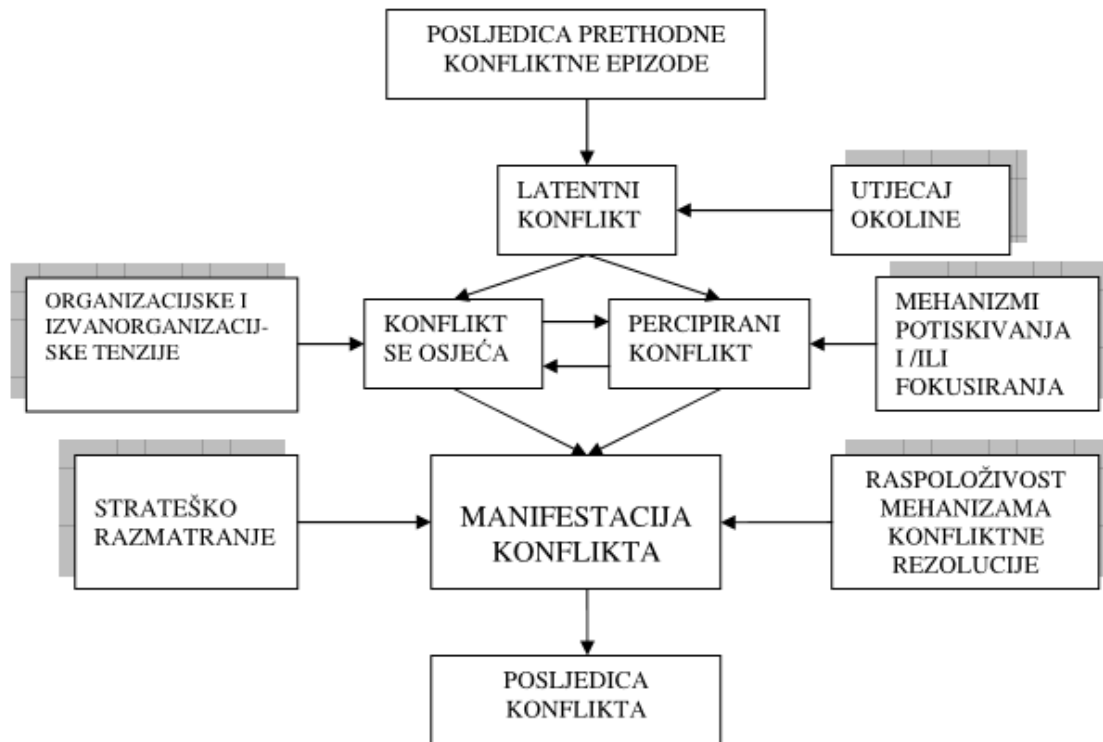 POSLJEDICA PRETHODNE
KONFLIKTNE EPIZODE
LATENTNI
KONFLIKT
UTJECAJ
OKOLINE
ORGANIZACIJSKE I
IZVANORGANIZACIJ-
SKE TENZIJE
KONFLIKT
SE OSJEĆA
PERCIPIRANI
KONFLIKT
MEHANIZMI
POTISKIVANJA
I /ILI
FOKUSIRANJA
STRATEŠKO
RAZMATRANJE
MANIFESTACIJA
KONFLIKTA
RASPOLOŽIVOST
MEHANIZAMA
KONFLIKTNE
REZOLUCIJE
POSLJEDICA
KONFLIKTA